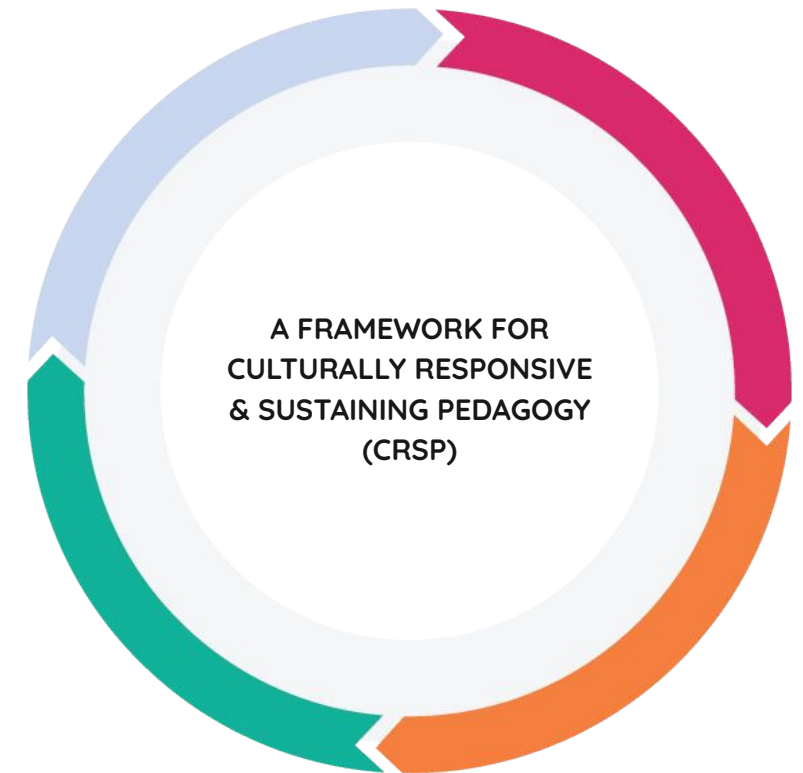 A FRAMEWORK FOR
CULTURALLY RESPONSIVE
& SUSTAINING PEDAGOGY
(CRSP)